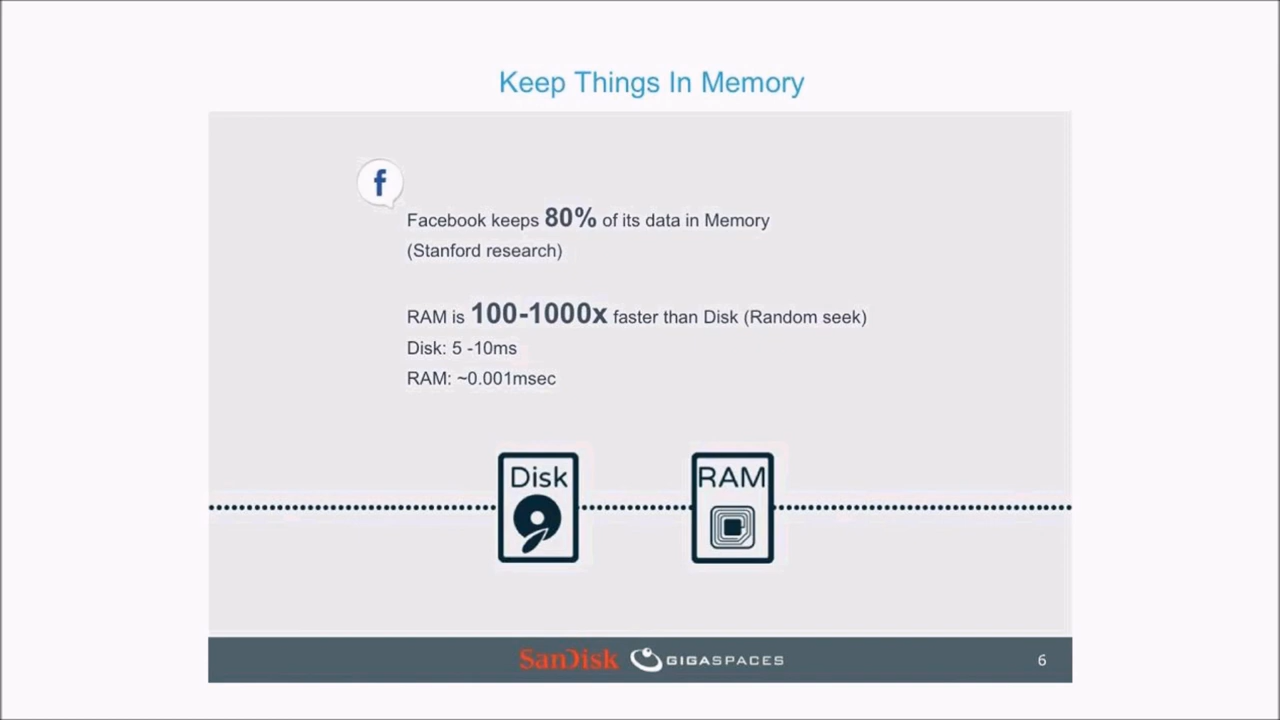 Keep Things In Memory
f
Facebook keeps 80% of its data in Memory
(Stanford research)
RAM is 100-1000x faster than Disk (Random seek)
Disk: 5 -10ms
RAM: ~0.001msec
Disk
RAM
SanDisk GIGASPACES
6